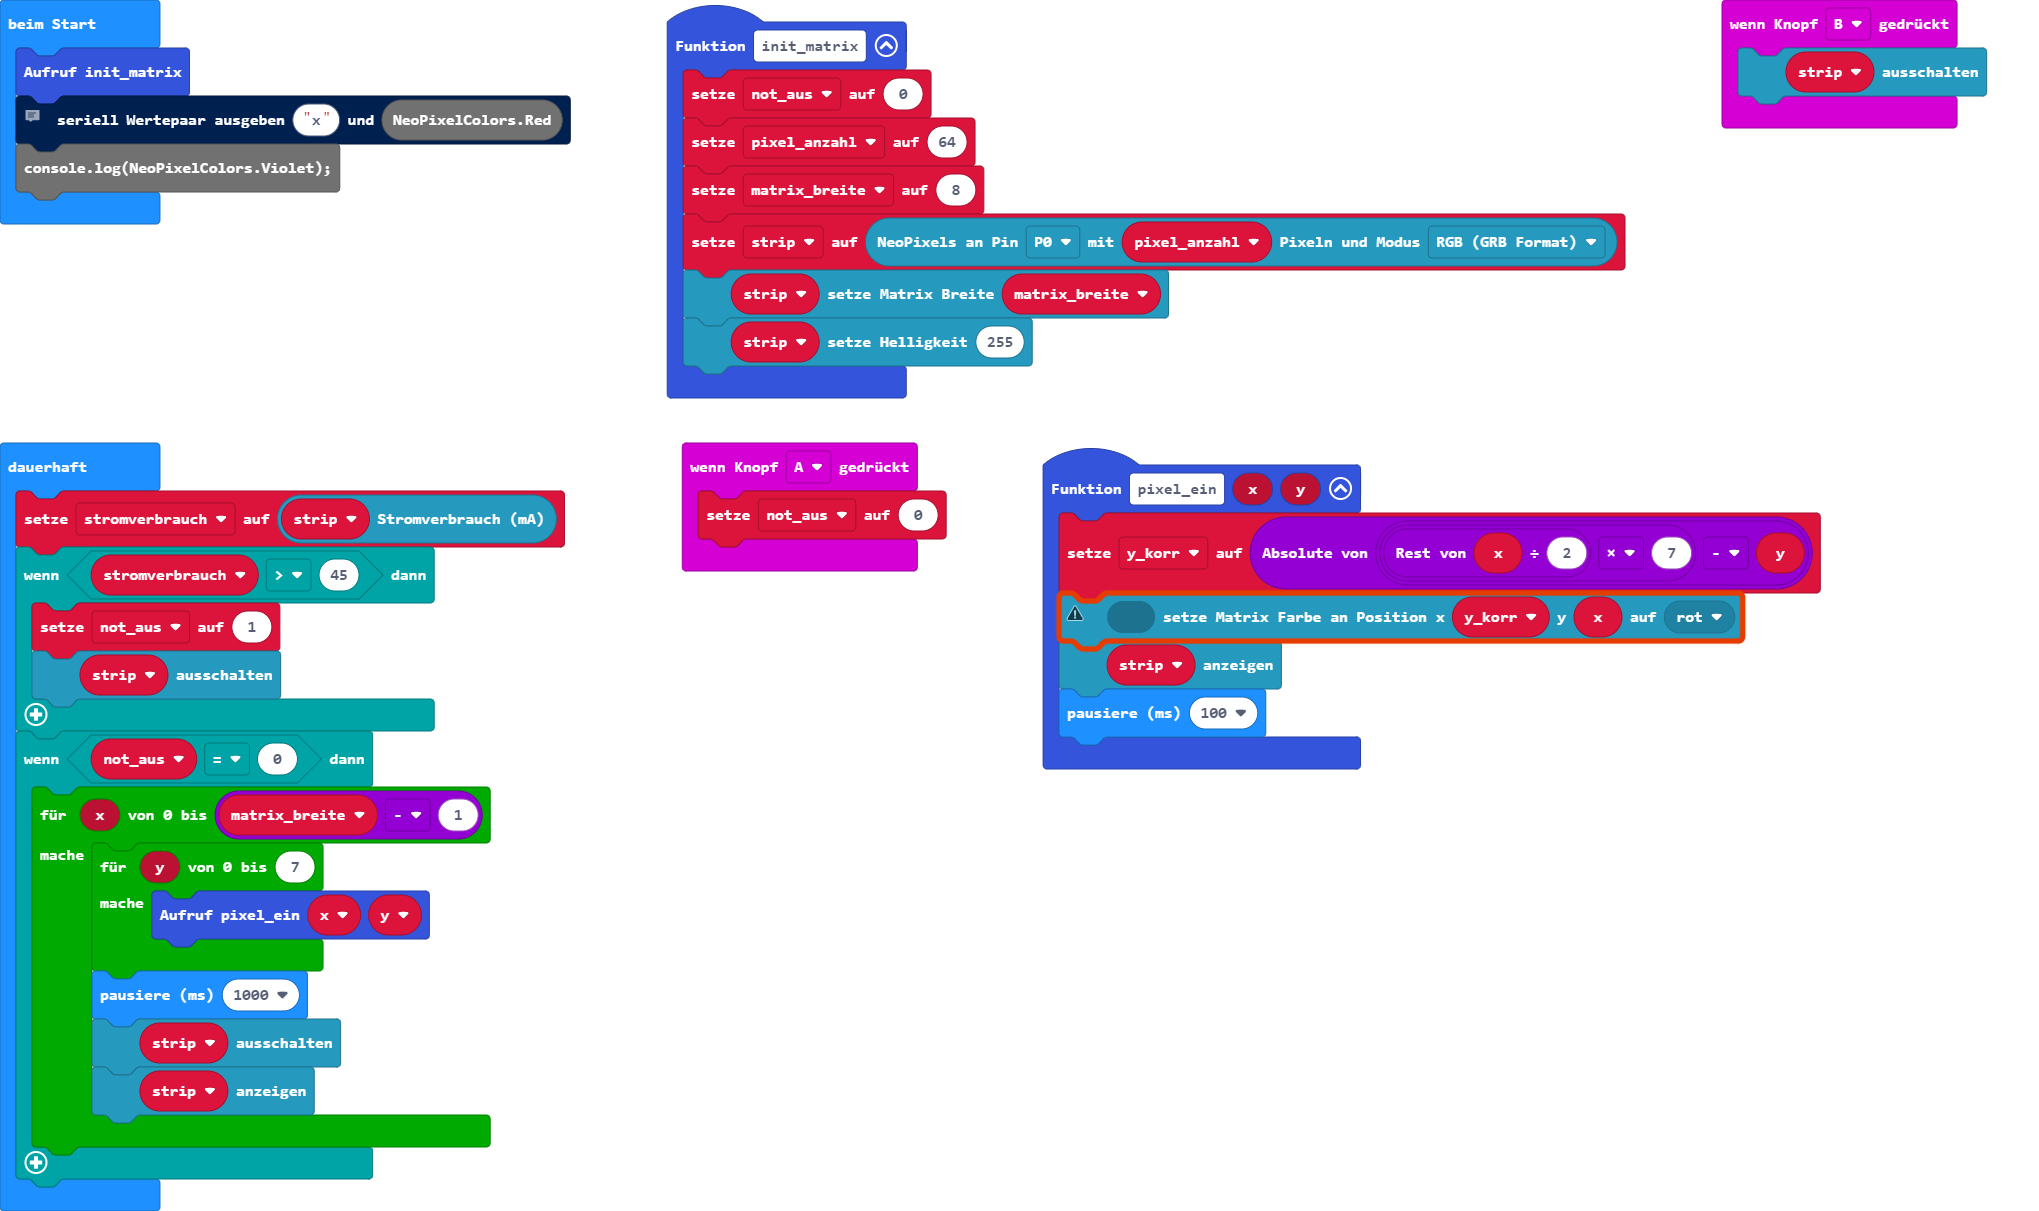 beim Start
Aufruf init_matrix
seriell Wertepaar ausgeben "x" und NeoPixelColors.Red
console.log(NeoPixelColors.Violet);
Funktion init_matrix
setze not_aus auf 0
setze pixel_anzahl auf 64
setze matrix_breite auf 8
setze strip auf NeoPixels an Pin P0 mit pixel_anzahl Pixeln und Modus RGB (GRB Format)
strip setze Matrix Breite matrix_breite
strip setze Helligkeit 255
wenn Knopf B gedrückt
strip ausschalten
dauerhaft
setze stromverbrauch auf strip Stromverbrauch (mA)
wenn stromverbrauch > 45 dann
setze not_aus auf 1
strip ausschalten
wenn not_aus = 0 dann
für x von 0 bis matrix_breite - 1
mache
für y von 0 bis 7
mache
Aufruf pixel_ein x y
pausiere (ms) 1000
strip ausschalten
strip anzeigen
wenn Knopf A gedrückt
setze not_aus auf 0
Funktion pixel_ein x y
setze y_korr auf Absolute von Rest von x ÷ 2 × 7 - y
setze Matrix Farbe an Position x y_korr y x auf rot
strip anzeigen
pausiere (ms) 100